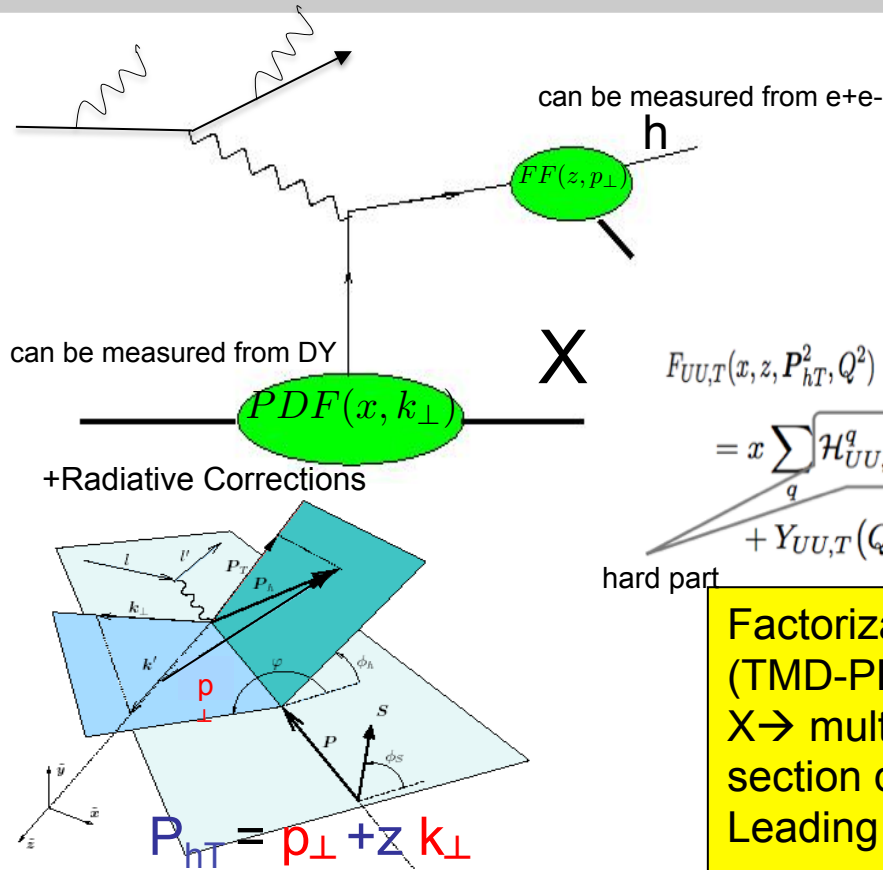 can be measured from e+e-
h
FF(z, p⊥)
can be measured from DY
X
PDF(x, k⊥)
+Radiative Corrections
F_{UU,T}(x, z, P²_{hT}, Q²)
= x ∑_q ℋ^q_{UU,
+ Y_{UU,T}(Q
hard part
l
l'
P_T
P_h
k⊥
k'
p⊥
φ
ϕ_h
S
P
ϕ_S
ỹ
x̃
z̃
P_{hT} = p⊥ +z k⊥
Factoriza
(TMD-P
X→ mult
section o
Leading